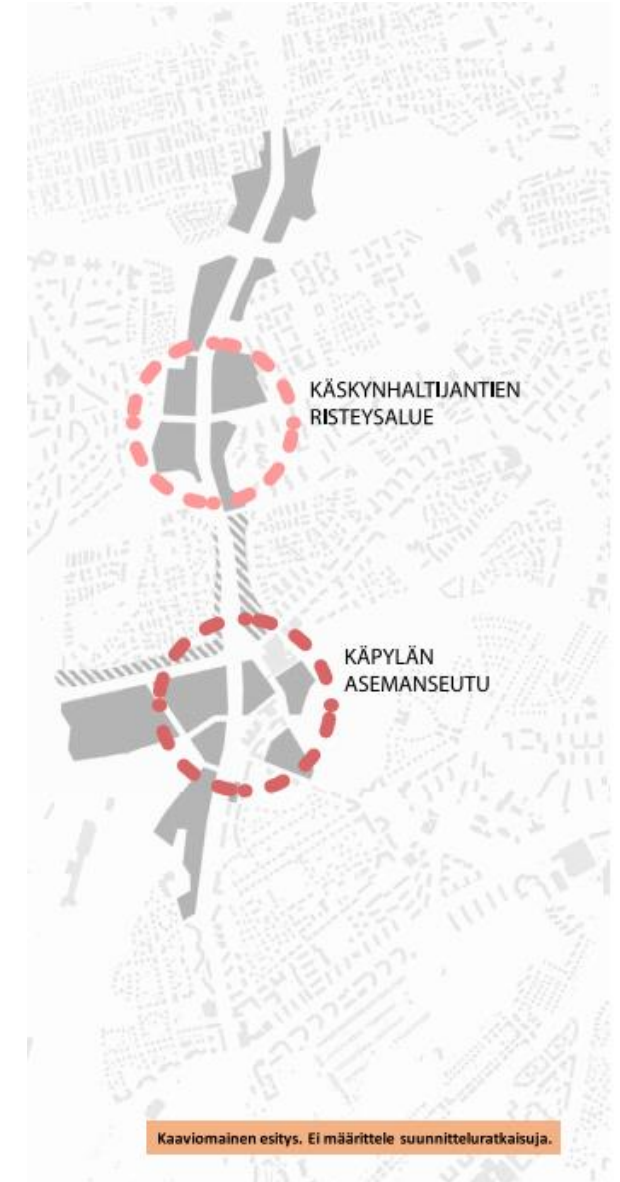 KÄSKYNHALTIJANTIEN
RISTEYSALUE
KÄPYLÄN
ASEMANSEUTU
Kaaviomainen esitys. Ei määrittele suunnitteluratkaisuja.